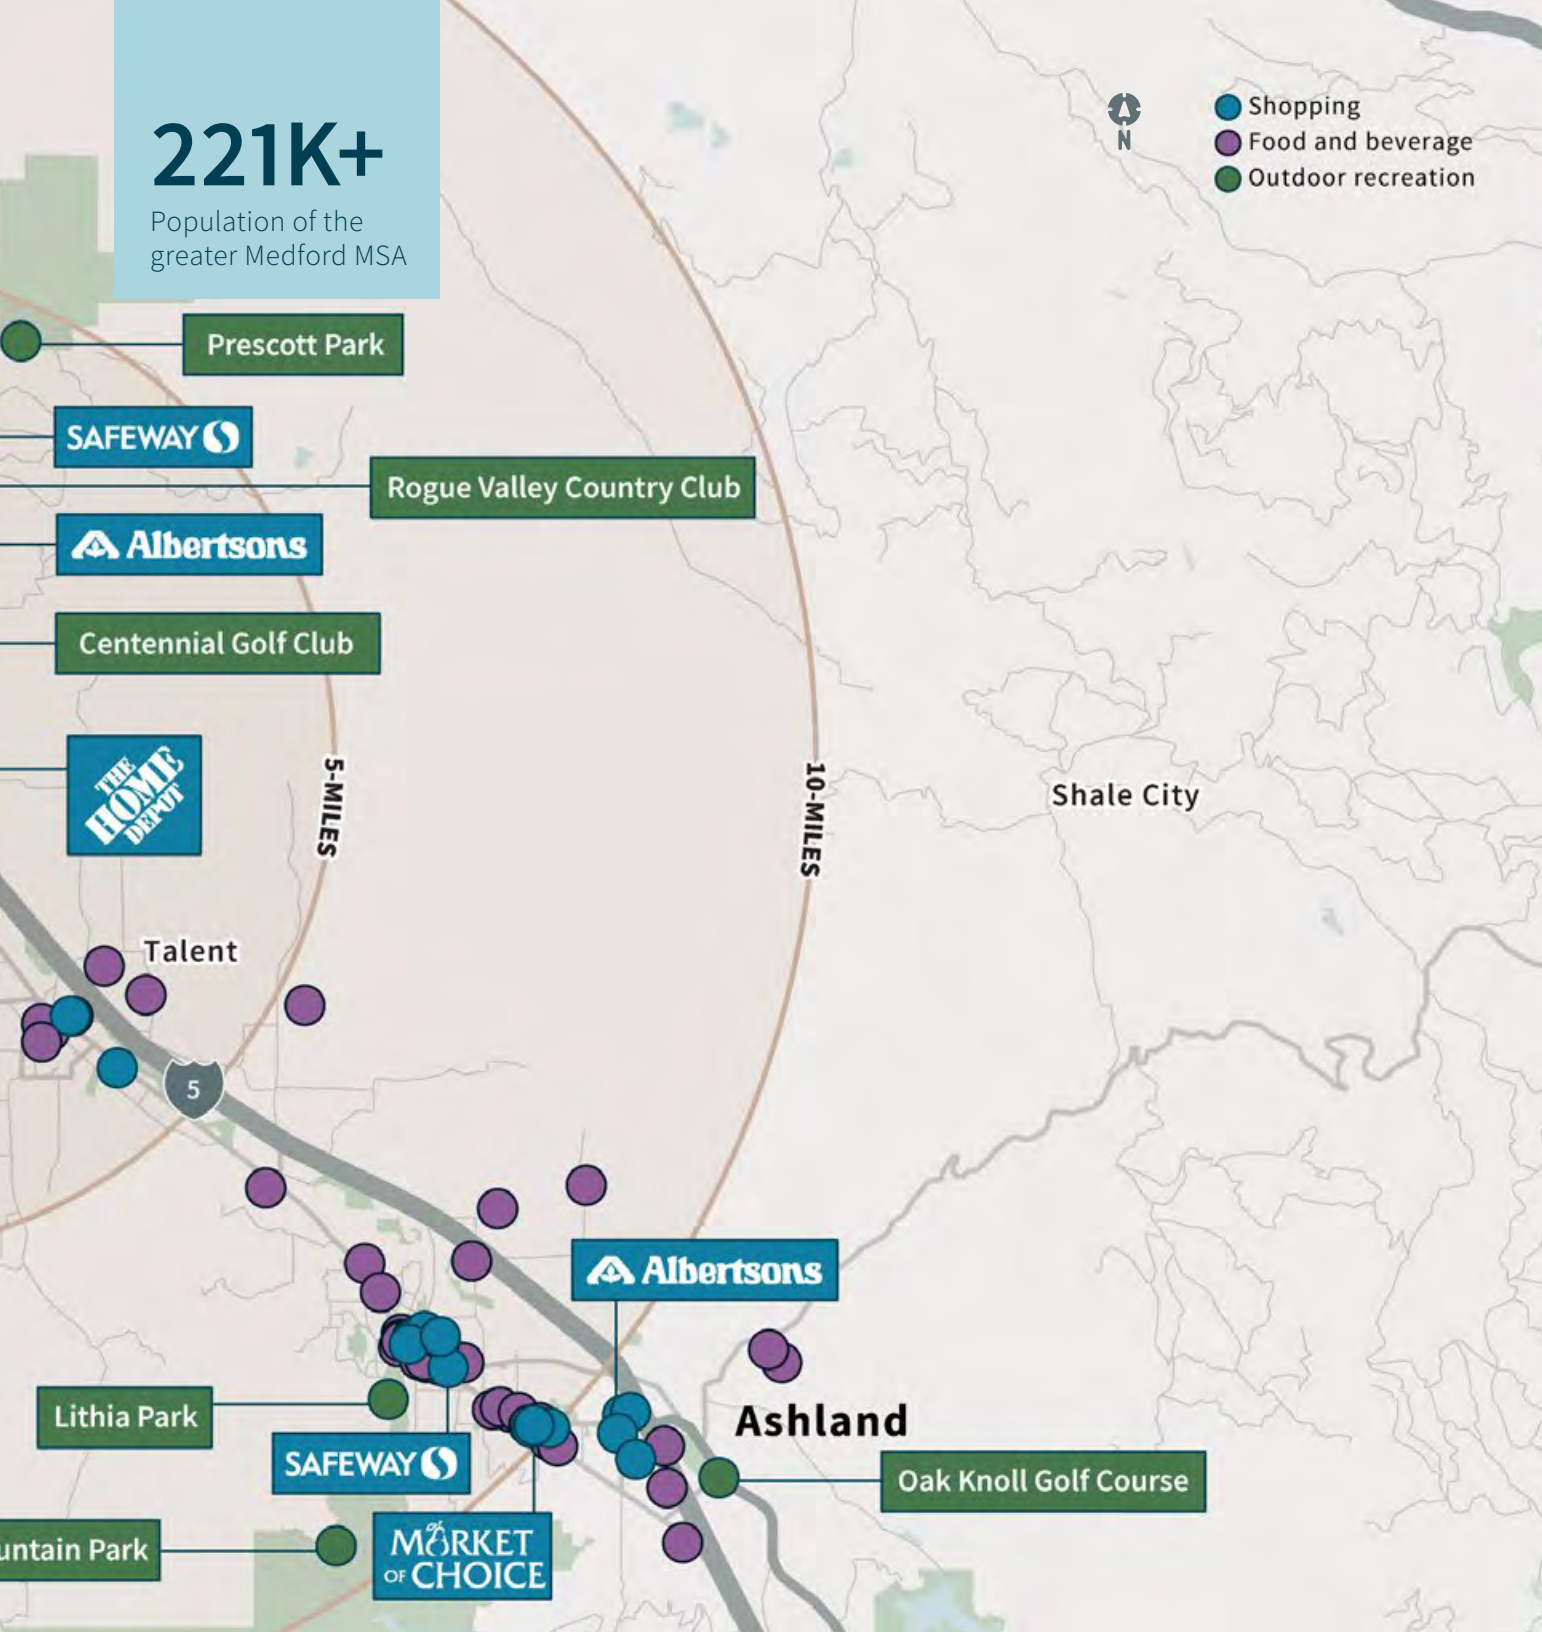 221K+
Population of the
greater Medford MSA
N
Shopping
Food and beverage
Outdoor recreation
Prescott Park
SAFEWAY
Rogue Valley Country Club
Albertsons
Centennial Golf Club
THE
HOME
DEPOT
5-MILES
10-MILES
Shale City
Talent
5
Albertsons
Lithia Park
Ashland
SAFEWAY
Oak Knoll Golf Course
MARKET
OF CHOICE
untain Park